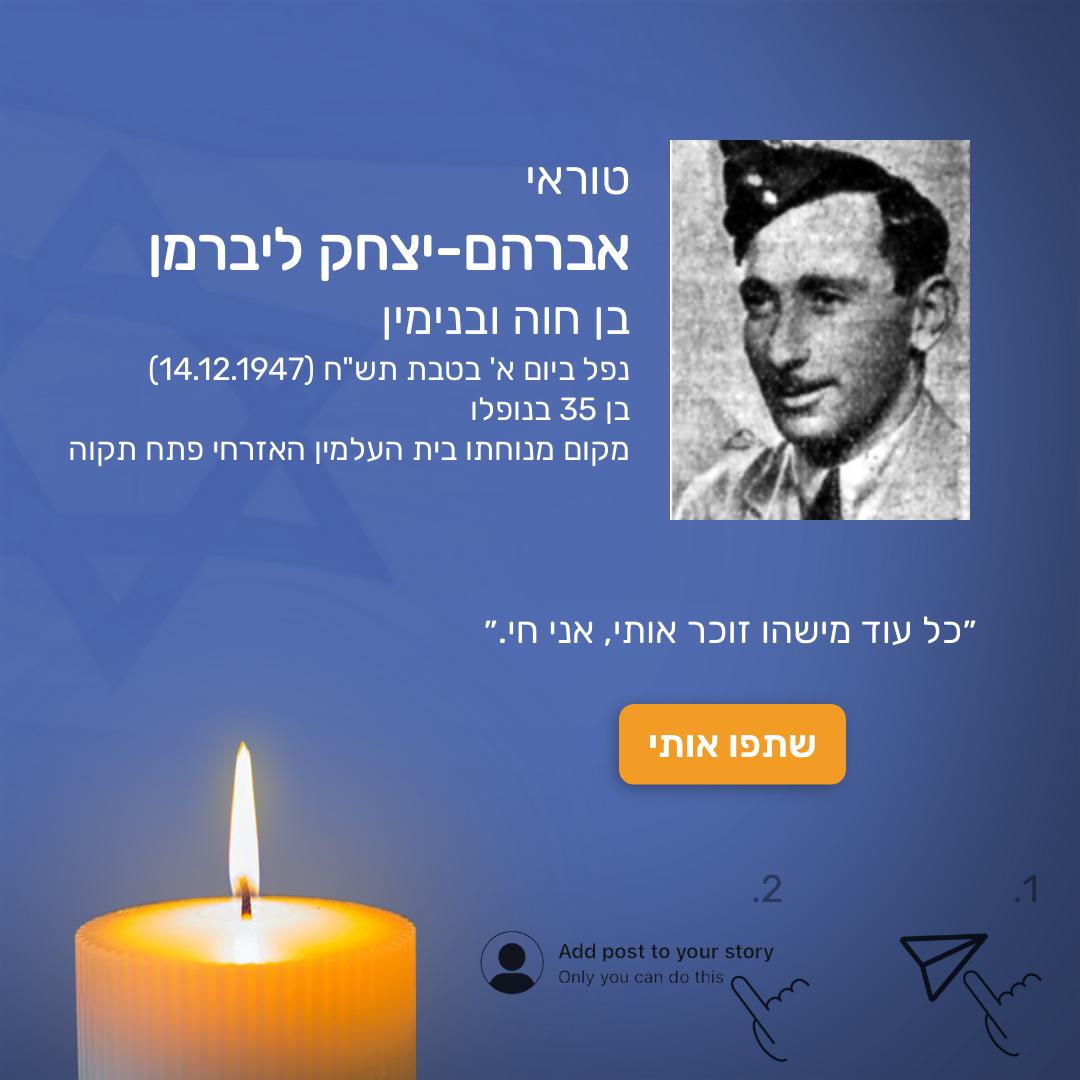 טוראי
אברהם-יצחק ליברמן
בן חוה ובנימין
נפל ביום א' בטבת תש"ח (14.12.1947)
בן 35 בנופלו
מקום מנוחתו בית העלמין האזרחי פתח תקוה
״כל עוד מישהו זוכר אותי, אני חי.״
שתפו אותי
1.
2.
Add post to your story
Only you can do this